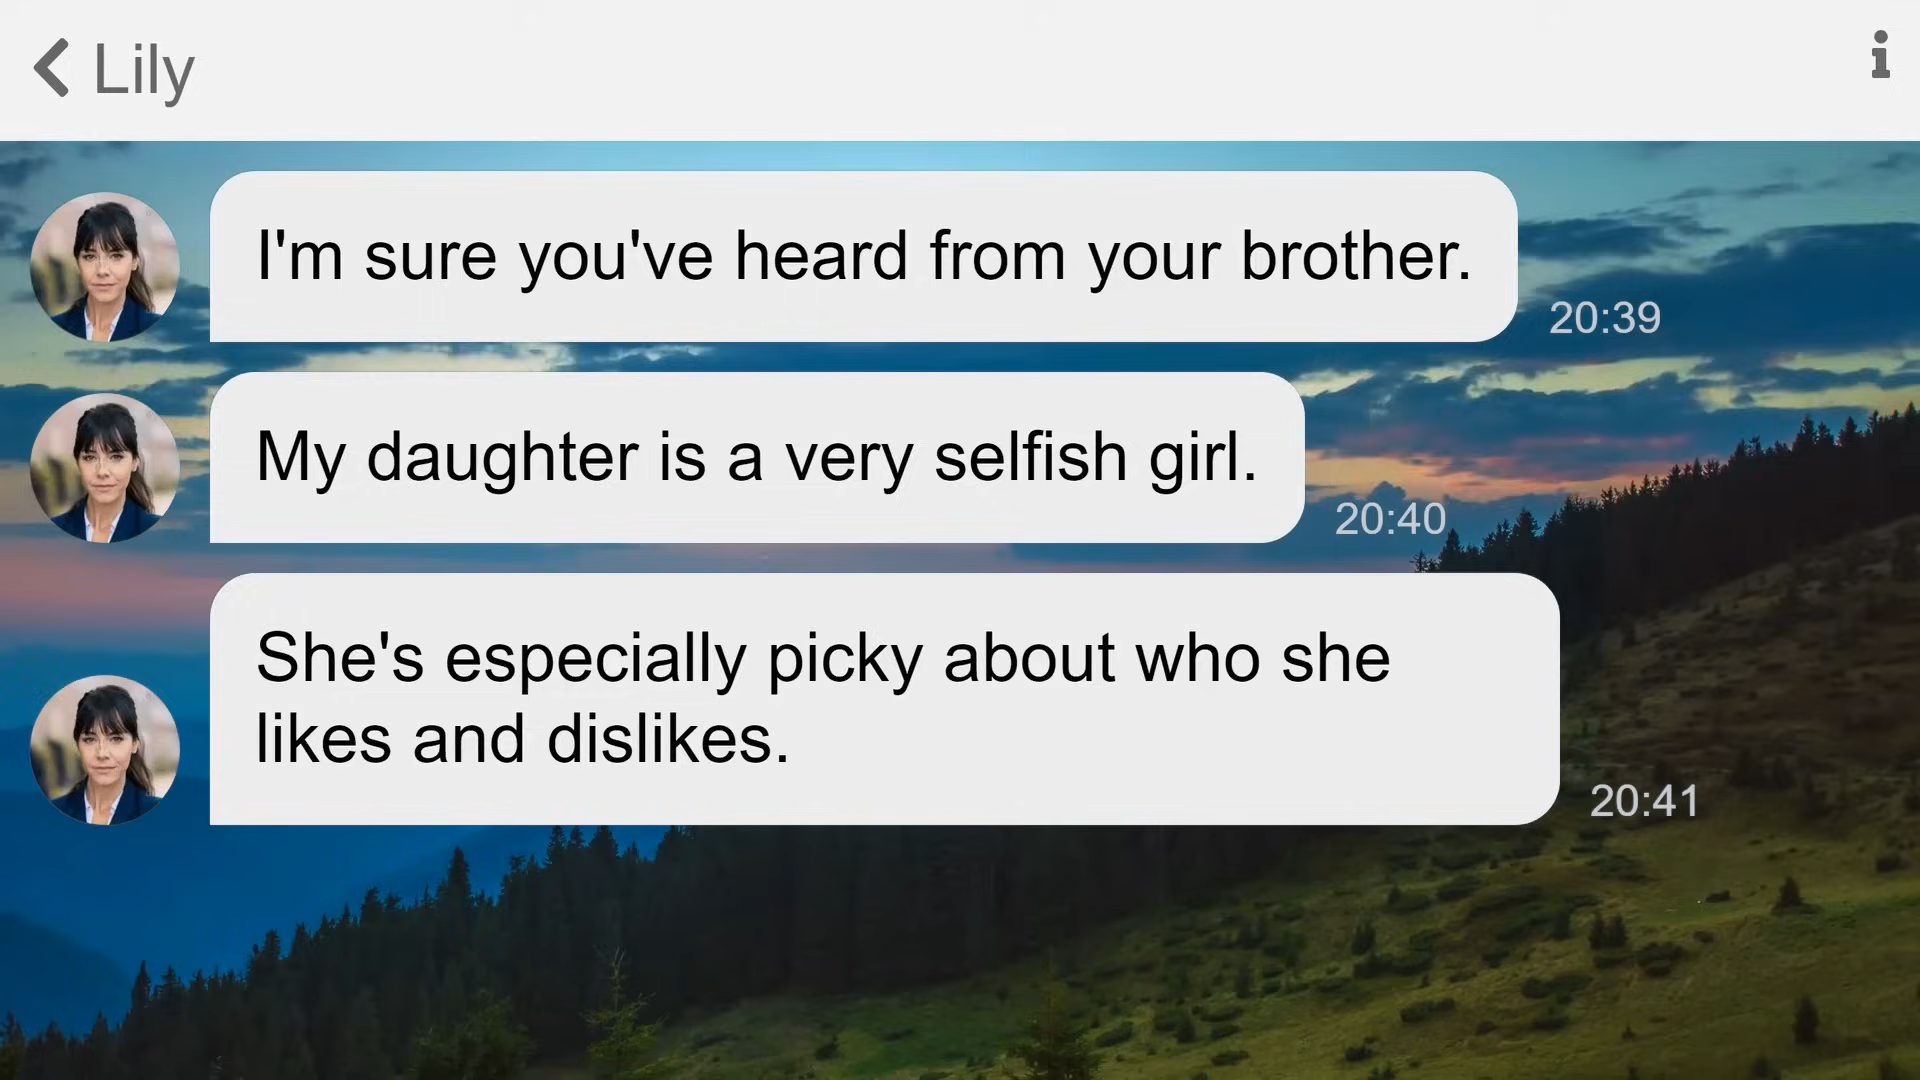 Lily
I'm sure you've heard from your brother.
20:39
My daughter is a very selfish girl.
20:40
She's especially picky about who she
likes and dislikes.
20:41